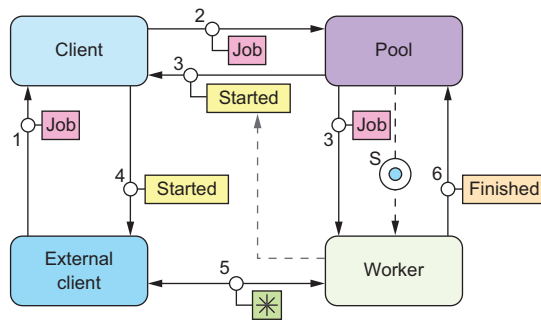 2
Client
Pool
Job
3
Started
Job
1
3
Job
S
4
Started
6
Finished
External
client
5
Worker